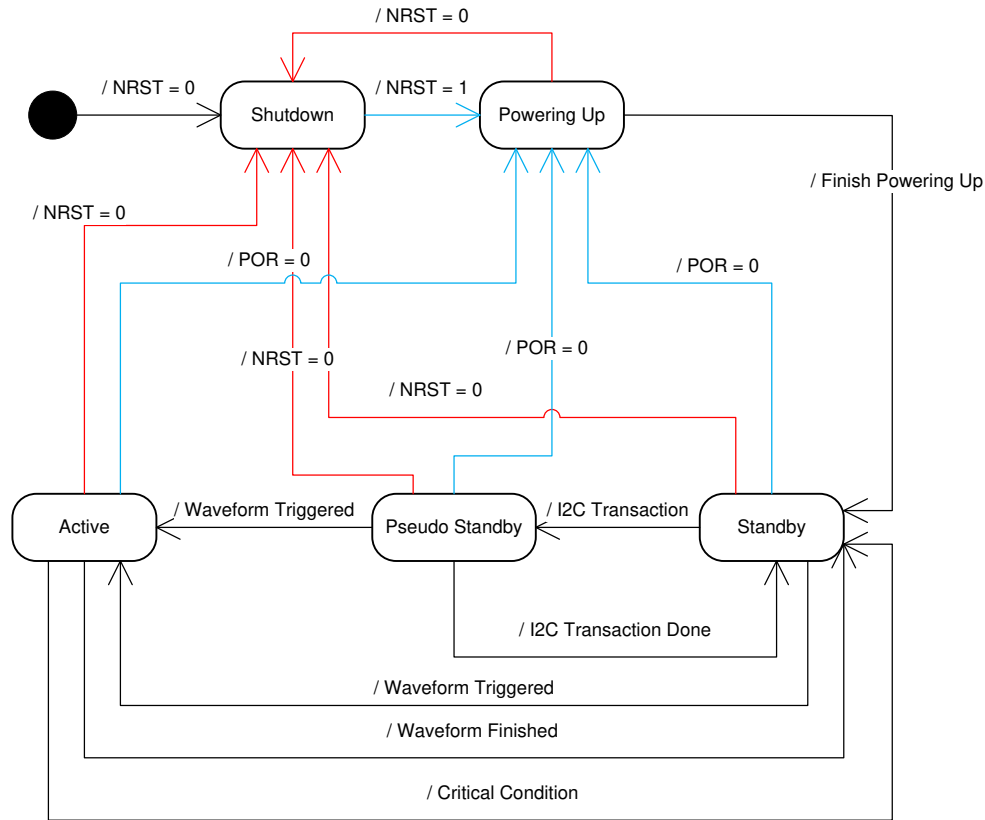 / NRST = 0
/ NRST = 0
/ NRST = 1
Shutdown
Powering Up
/ Finish Powering Up
/ NRST = 0
/ POR = 0
/ POR = 0
/ NRST = 0
/ POR = 0
/ NRST = 0
/ Waveform Triggered
/ I2C Transaction
Active
Pseudo Standby
Standby
/ I2C Transaction Done
/ Waveform Triggered
/ Waveform Finished
/ Critical Condition